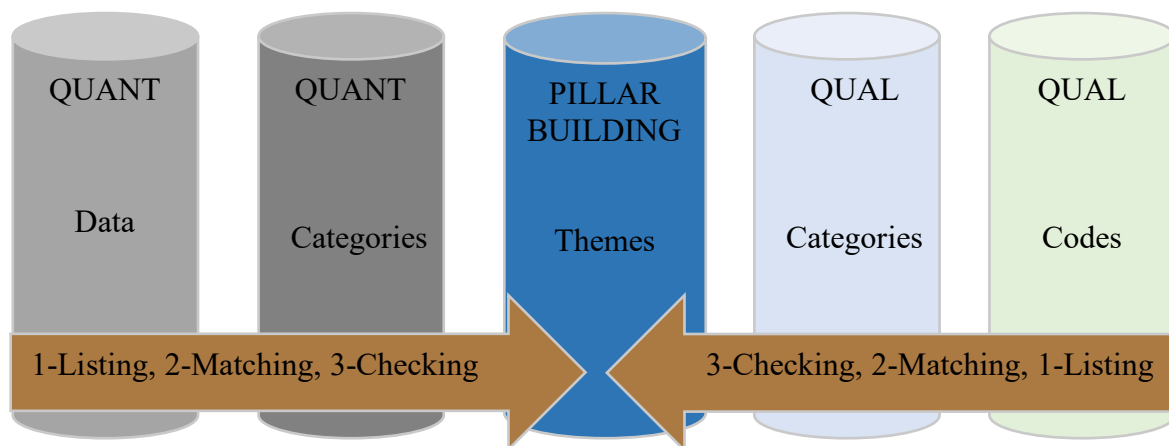 QUANT
Data
QUANT
Categories
PILLAR
BUILDING
Themes
QUAL
Categories
QUAL
Codes
1-Listing, 2-Matching, 3-Checking
3-Checking, 2-Matching, 1-Listing